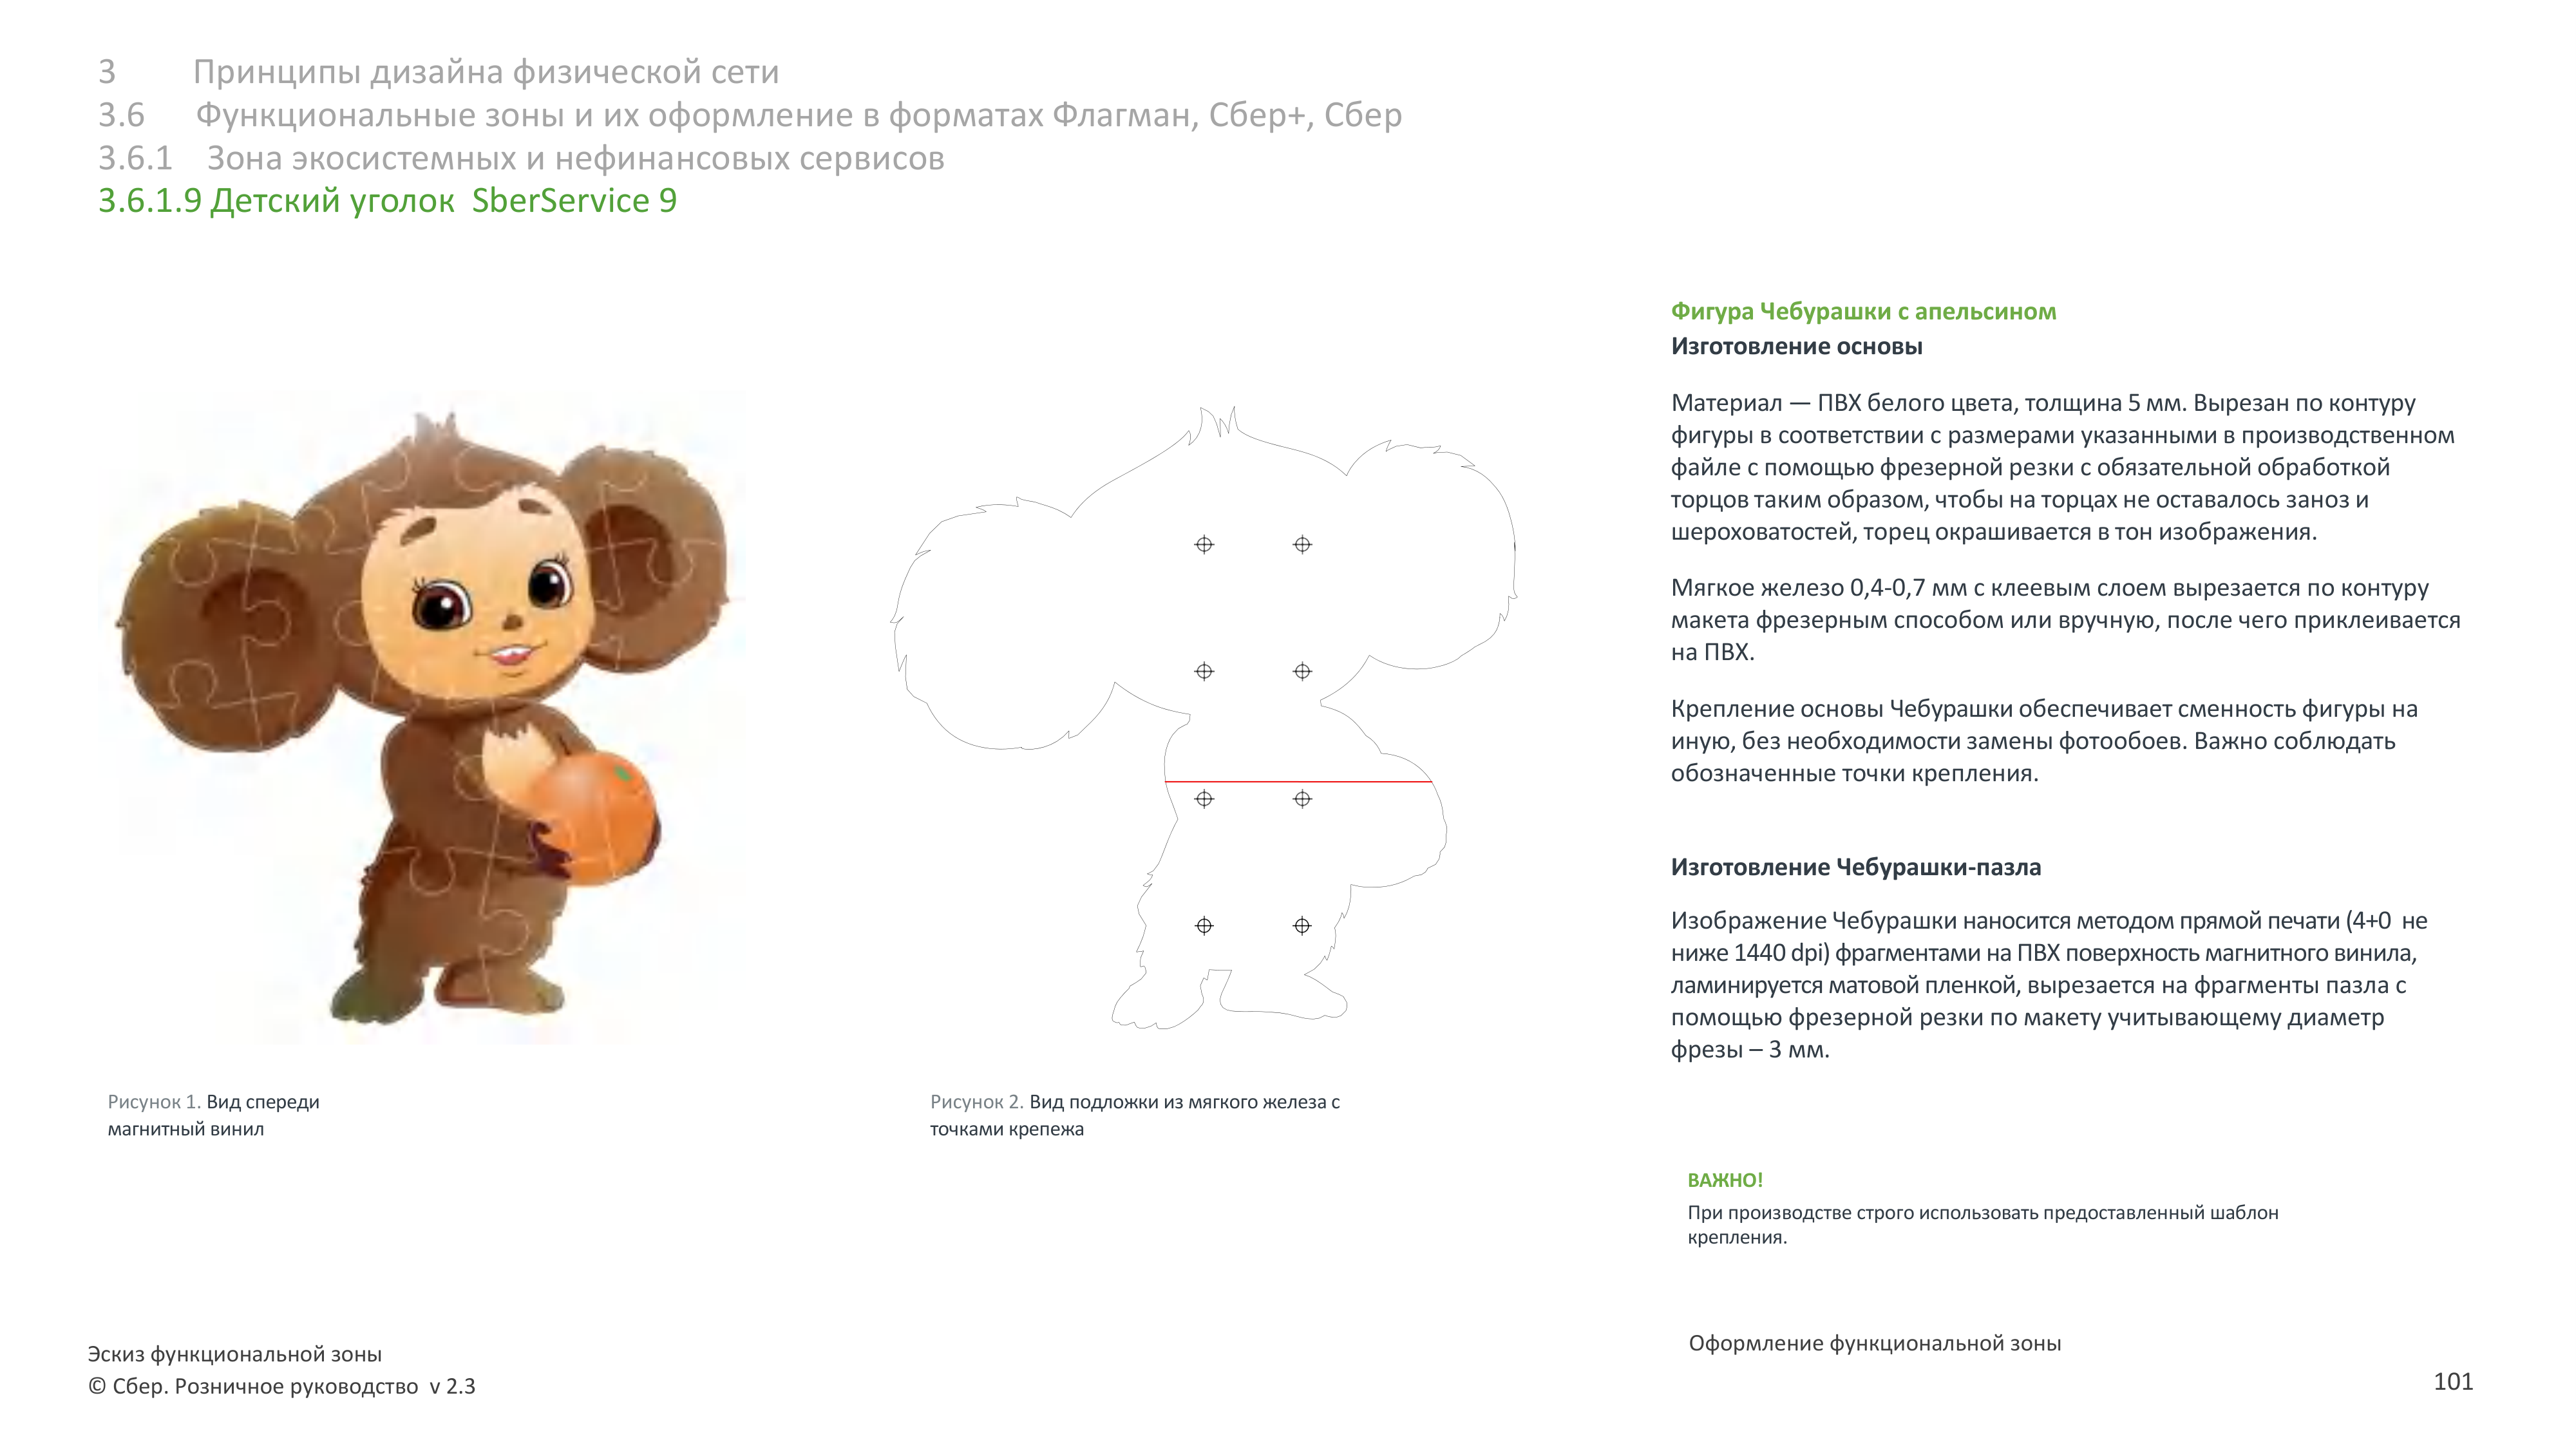 3 Принципы дизайна физической сети
3.6 Функциональные зоны и их оформление в форматах Флагман, Сбер+, Сбер
3.6.1 Зона экосистемных и нефинансовых сервисов
3.6.1.9 Детский уголок SberService 9
Фигура Чебурашки с апельсином
Изготовление основы
Материал — ПВХ белого цвета, толщина 5 мм. Вырезан по контуру
фигуры в соответствии с размерами указанными в производственном
файле с помощью фрезерной резки с обязательной обработкой
торцов таким образом, чтобы на торцах не оставалось заноз и
шероховатостей, торец окрашивается в тон изображения.
Мягкое железо 0,4-0,7 мм с клеевым слоем вырезается по контуру
макета фрезерным способом или вручную, после чего приклеивается
на ПВХ.
Крепление основы Чебурашки обеспечивает сменность фигуры на
иную, без необходимости замены фотообоев. Важно соблюдать
обозначенные точки крепления.
Изготовление Чебурашки-пазла
Изображение Чебурашки наносится методом прямой печати (4+0 не
ниже 1440 dpi) фрагментами на ПВХ поверхность магнитного винила,
ламинируется матовой пленкой, вырезается на фрагменты пазла с
помощью фрезерной резки по макету учитывающему диаметр
фрезы – 3 мм.
Рисунок 1. Вид спереди
магнитный винил
Рисунок 2. Вид подложки из мягкого железа с
точками крепежа
ВАЖНО!
При производстве строго использовать предоставленный шаблон
крепления.
Эскиз функциональной зоны
© Сбер. Розничное руководство v 2.3
Оформление функциональной зоны
101